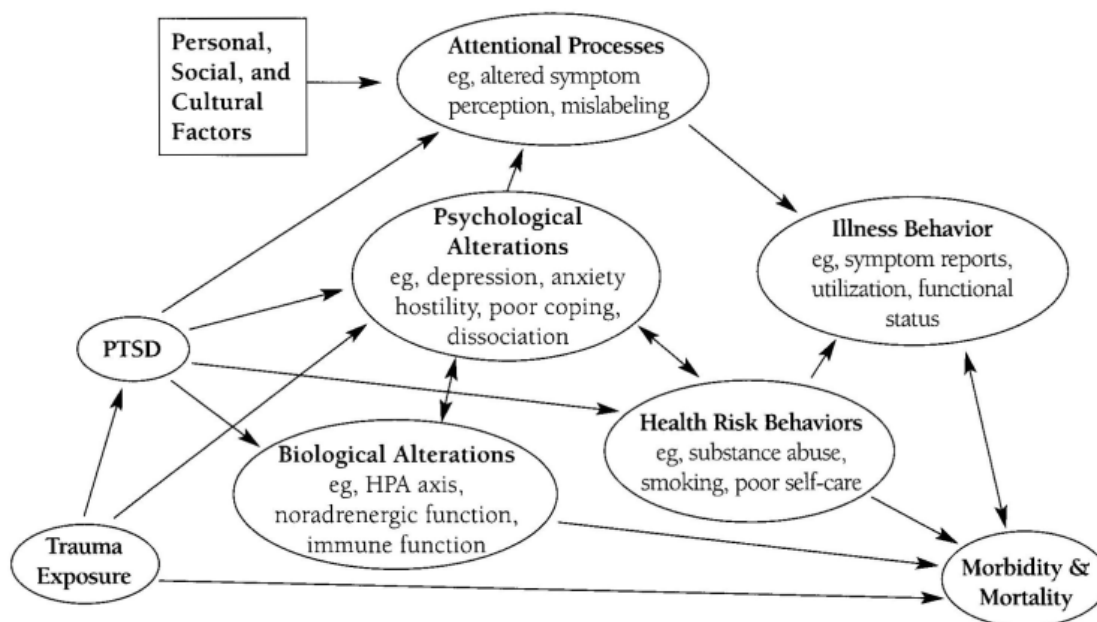 Personal,
Social, and
Cultural
Factors
Attentional Processes
eg, altered symptom
perception, mislabeling
Psychological
Alterations
eg, depression, anxiety
hostility, poor coping,
dissociation
Illness Behavior
eg, symptom reports,
utilization, functional
status
PTSD
Health Risk Behaviors
eg, substance abuse,
smoking, poor self-care
Biological Alterations
eg, HPA axis,
noradrenergic function,
immune function
Trauma
Exposure
Morbidity &
Mortality